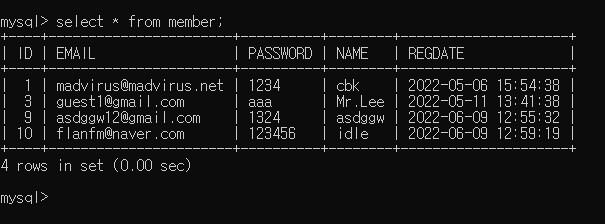 mysql> select * from member;
+----+---------------------+----------+--------+---------------------+
| ID | EMAIL | PASSWORD | NAME | REGDATE |
+----+---------------------+----------+--------+---------------------+
| 1 | madvirus@madvirus.net | 1234 | cbk | 2022-05-06 15:54:38 |
| 3 | guest1@gmail.com | aaa | Mr.Lee | 2022-05-11 13:41:38 |
| 9 | asdggw12@gmail.com | 1324 | asdggw | 2022-06-09 12:55:32 |
| 10 | flanfm@naver.com | 123456 | idle | 2022-06-09 12:59:19 |
+----+---------------------+----------+--------+---------------------+
4 rows in set (0.00 sec)
mysql>